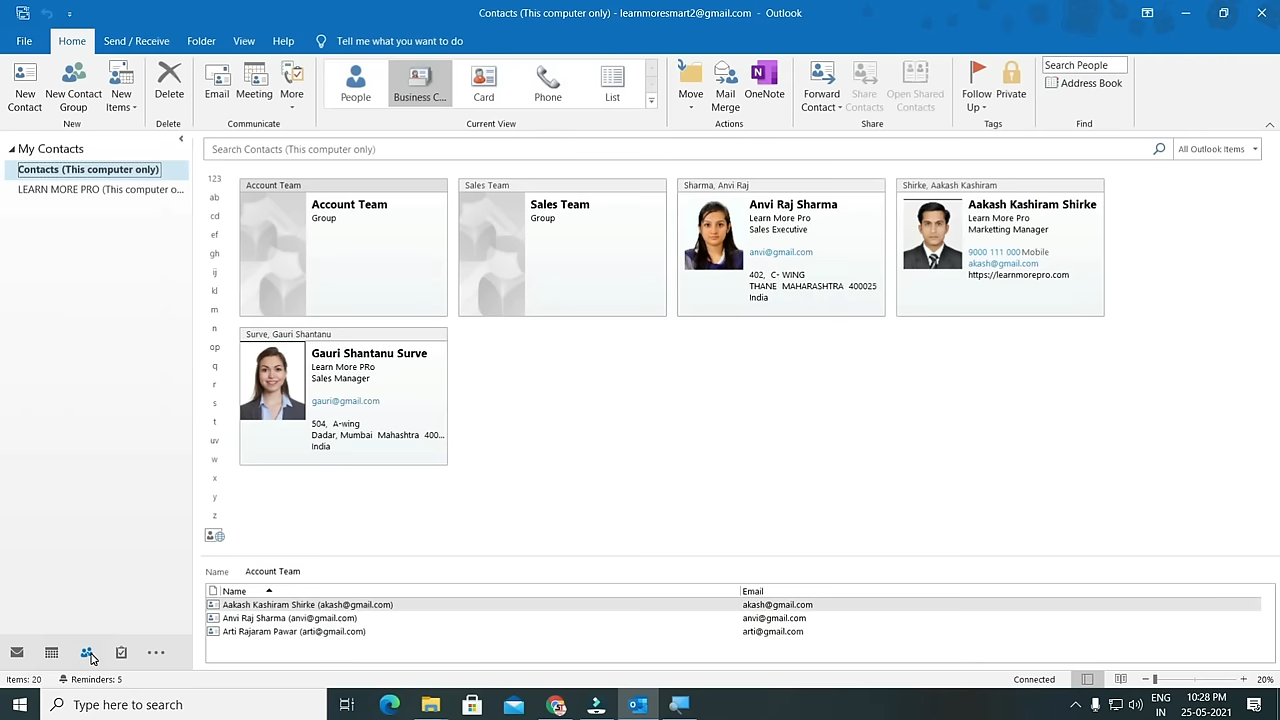 Contacts (This computer only) - learnmoresmart2@gmail.com - Outlook
File Home Send / Receive Folder View Help Tell me what you want to do
New Contact
New Contact Group
New Items
New
Delete
Delete
Email
Meeting
More
Communicate
People
Business C...
Card
Phone
List
Current View
Move
Mail Merge
OneNote
Actions
Forward Contact
Share Contacts
Open Shared Contacts
Share
Follow Up
Private
Tags
Search People
Address Book
Find
My Contacts
Contacts (This computer only)
LEARN MORE PRO (This computer o...
Search Contacts (This computer only)
All Outlook Items
123
ab
cd
ef
gh
ij
kl
m
n
op
q
r
s
t
uv
w
x
y
z
Account Team
Account Team
Group
Sales Team
Sales Team
Group
Sharma, Anvi Raj
Anvi Raj Sharma
Learn More Pro
Sales Executive
anvi@gmail.com
402, C- WING
THANE MAHARASHTRA 400025
India
Shirke, Aakash Kashiram
Aakash Kashiram Shirke
Learn More Pro
Marketting Manager
9000 111 000 Mobile
akash@gmail.com
https://learnmorepro.com
Surve, Gauri Shantanu
Gauri Shantanu Surve
Learn More PRo
Sales Manager
gauri@gmail.com
504, A-wing
Dadar, Mumbai Mahashtra 400...
India
Name Account Team
Name Email
Aakash Kashiram Shirke (akash@gmail.com) akash@gmail.com
Anvi Raj Sharma (anvi@gmail.com) anvi@gmail.com
Arti Rajaram Pawar (arti@gmail.com) arti@gmail.com
Items: 20 Reminders: 5 Connected 20%
Type here to search
ENG
IN
10:28 PM
25-05-2021